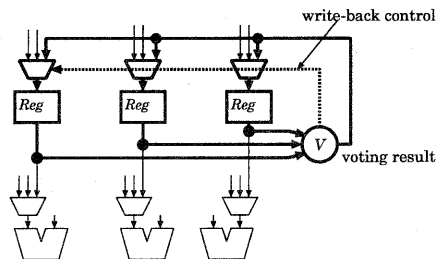 write-back control
Reg
Reg
Reg
V
voting result